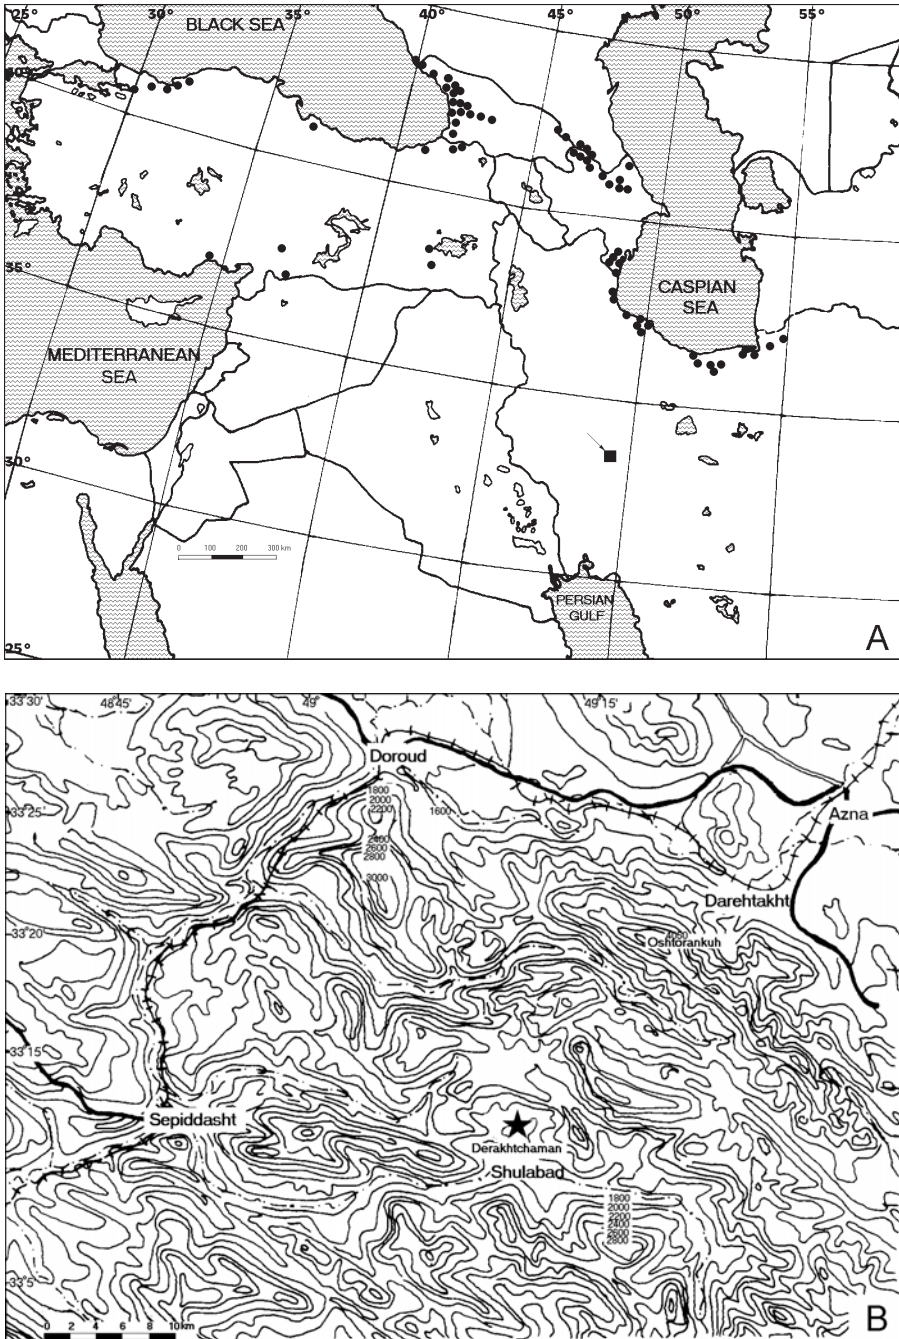 25° 30° 35° 40° 45° 50° 55°
BLACK SEA
40°
CASPIAN
SEA
35°
MEDITERRANEAN
SEA
30°
0 100 200 300 km
PERSIAN
GULF
25°
A
33°30' 48°45' 49° 49°15'
Doroud
1800
2000
2200
1600
33°25'
Azna
2400
2600
2800
3000
Darehtakht
33°20'
4050
Oshtorankuh
33°15'
Sepiddasht
Derakhtchaman
Shulabad
1800
2000
2200
2400
2600
2800
33°5'
0 2 4 6 8 10km
B